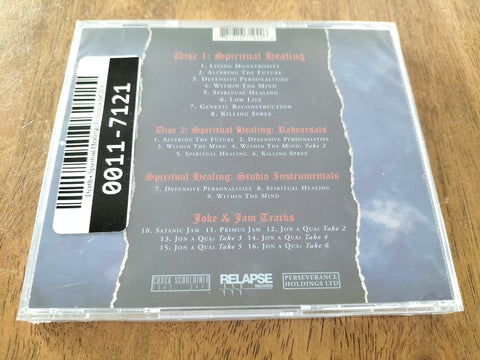 Disc 1: Spiritual Healing
1. Living Monstrosity
2. Altering The Future
3. Defensive Personalities
4. Within The Mind
5. Spiritual Healing
6. Low Life
7. Genetic Reconstruction
8. Killing Spree
Disc 2: Spiritual Healing: Rehearsals
1. Altering The Future 2. Defensive Personalities
3. Within The Mind 4. Within The Mind: Take 2
5. Spiritual Healing 6. Killing Spree
Spiritual Healing: Studio Instrumentals
7. Defensive Personalities 8. Spiritual Healing
9. Within The Mind
Joke & Jam Tracks
10. Satanic Jam 11. Primus Jam 12. Jon A Qua: Take 2
13. Jon A Qua: Take 3 14. Jon A Qua: Take 4
15. Jon A Qua: Take 5 16. Jon A Qua: Take 6
CHUCK SCHULDINER
RELAPSE
RECORDS
PERSEVERANCE
HOLDINGS LTD
0011-7121
Death • Spiritual Healing